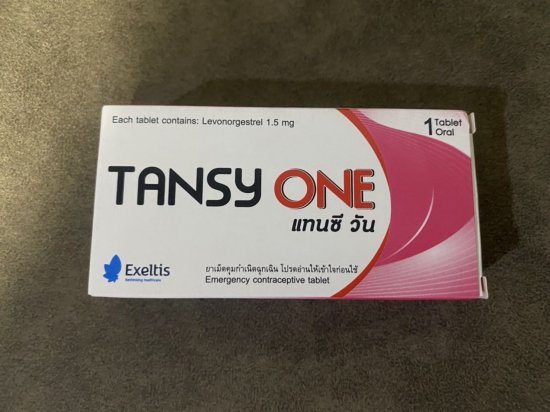 Each tablet contains: Levonorgestrel 1.5 mg
1 Tablet
Oral
TANSY ONE
แทนซี วัน
Exeltis
Rethinking healthcare
ยาเม็ดคุมกำเนิดฉุกเฉิน โปรดอ่านให้เข้าใจก่อนใช้
Emergency contraceptive tablet